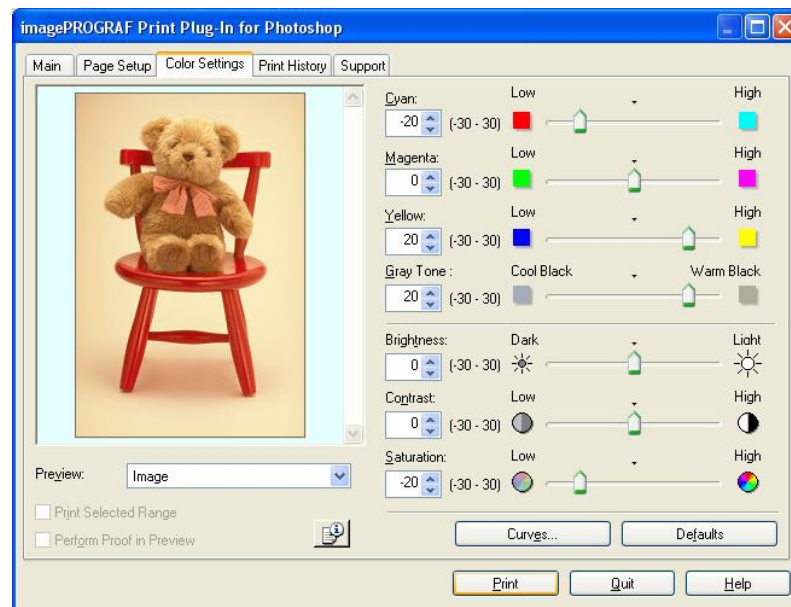 imagePROGRAF Print Plug-In for Photoshop
Main Page Setup Color Settings Print History Support
Cyan: Low High
-20 (-30 - 30)
Magenta: Low High
0 (-30 - 30)
Yellow: Low High
20 (-30 - 30)
Gray Tone : Cool Black Warm Black
20 (-30 - 30)
Brightness: Dark Light
0 (-30 - 30)
Contrast: Low High
0 (-30 - 30)
Saturation: Low High
-20 (-30 - 30)
Preview: Image
Print Selected Range
Perform Proof in Preview
Curves... Defaults
Print Quit Help